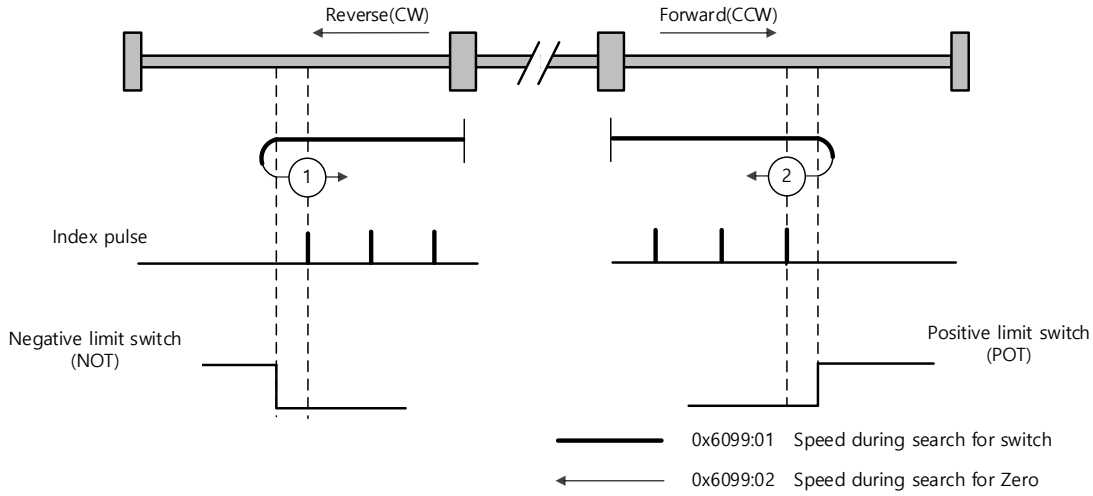 Reverse(CW)
Forward(CCW)
1
2
Index pulse
Negative limit switch
(NOT)
Positive limit switch
(POT)
0x6099:01 Speed during search for switch
0x6099:02 Speed during search for Zero